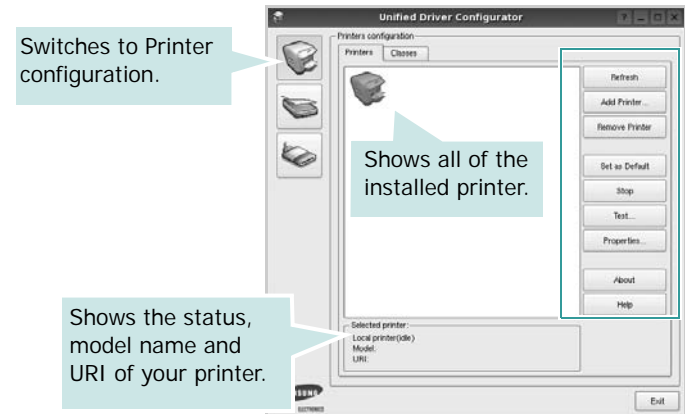 Unified Driver Configurator
Switches to Printer
configuration.
Printers configuration
Printers Classes
Refresh
Add Printer...
Remove Printer
Set as Default
Stop
Test...
Properties...
About
Help
Shows all of the
installed printer.
Shows the status,
model name and
URI of your printer.
Selected printer:
Local printer(idle)
Model:
URI:
ELECTRONICS
Exit